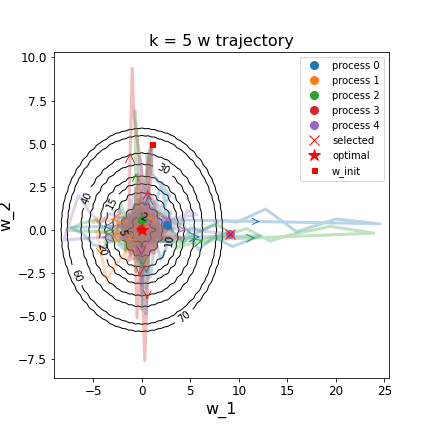 k = 5 w trajectory
10.0
7.5
5.0
2.5
0.0
−2.5
−5.0
−7.5
w_2
−5
0
5
10
15
20
25
w_1
process 0
process 1
process 2
process 3
process 4
selected
optimal
w_init
30
40
15
5
10
60
70